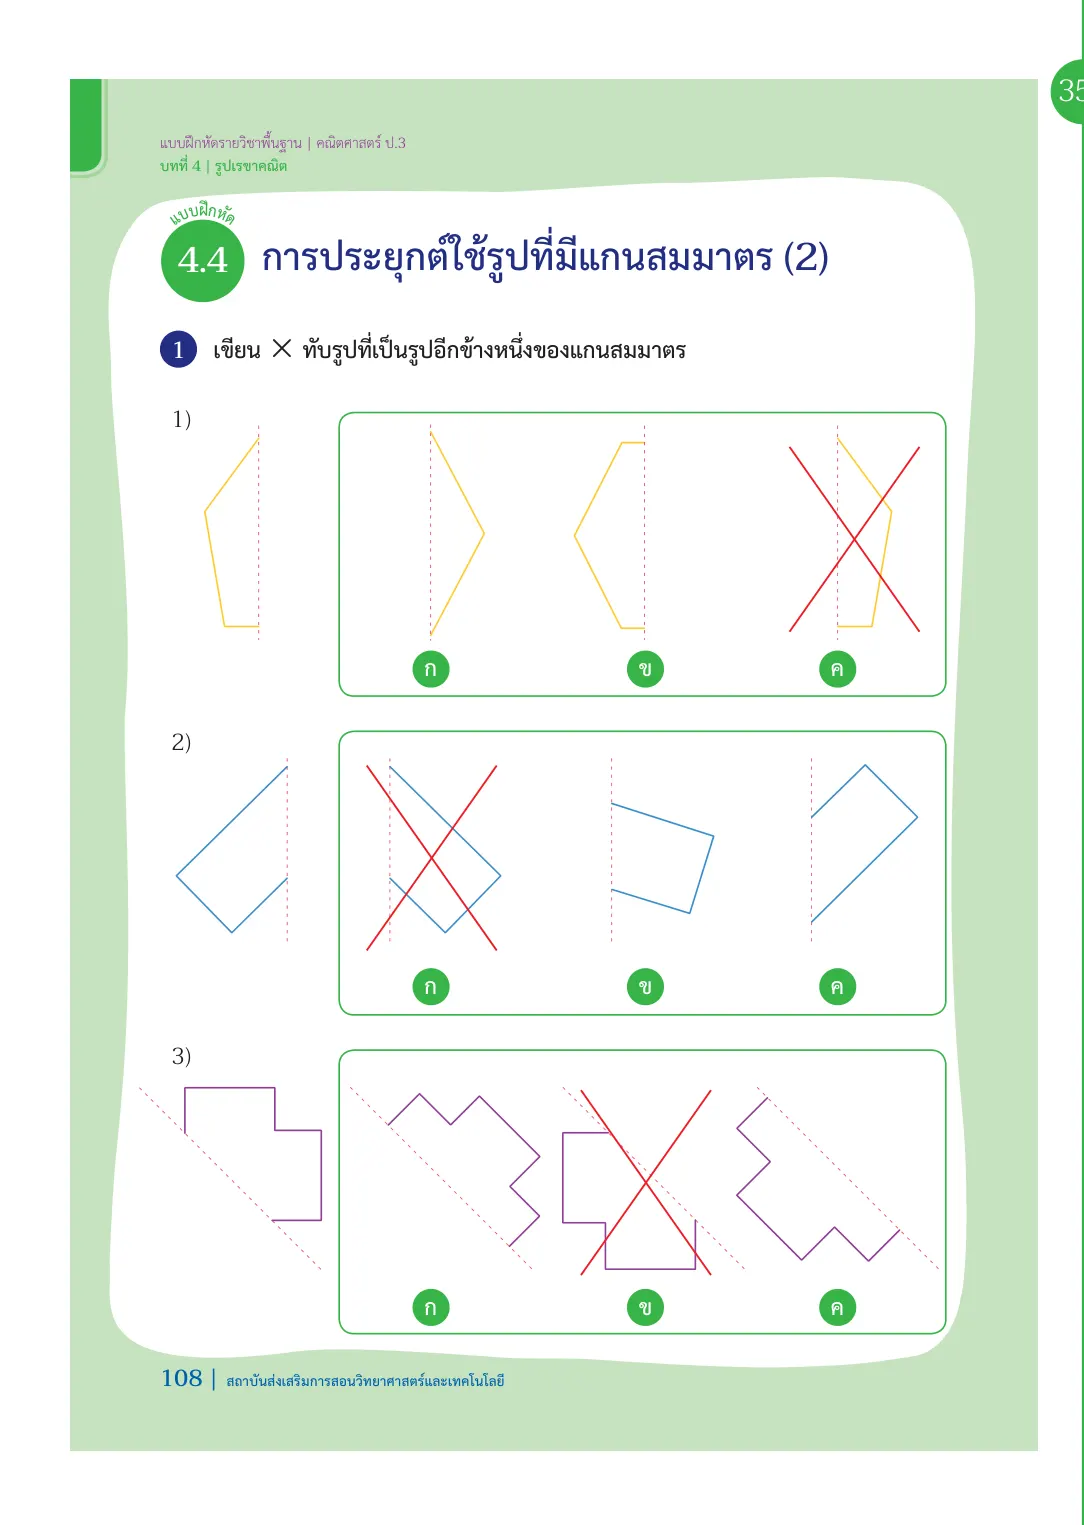 35
แบบฝึกหัดรายวิชาพื้นฐาน | คณิตศาสตร์ ป.3
บทที่ 4 | รูปเรขาคณิต
แบบฝึกหัด
4.4 การประยุกต์ใช้รูปที่มีแกนสมมาตร (2)
1 เขียน × ทับรูปที่เป็นรูปอีกข้างหนึ่งของแกนสมมาตร
1)
ก ข ค
2)
ก ข ค
3)
ก ข ค
108 | สถาบันส่งเสริมการสอนวิทยาศาสตร์และเทคโนโลยี